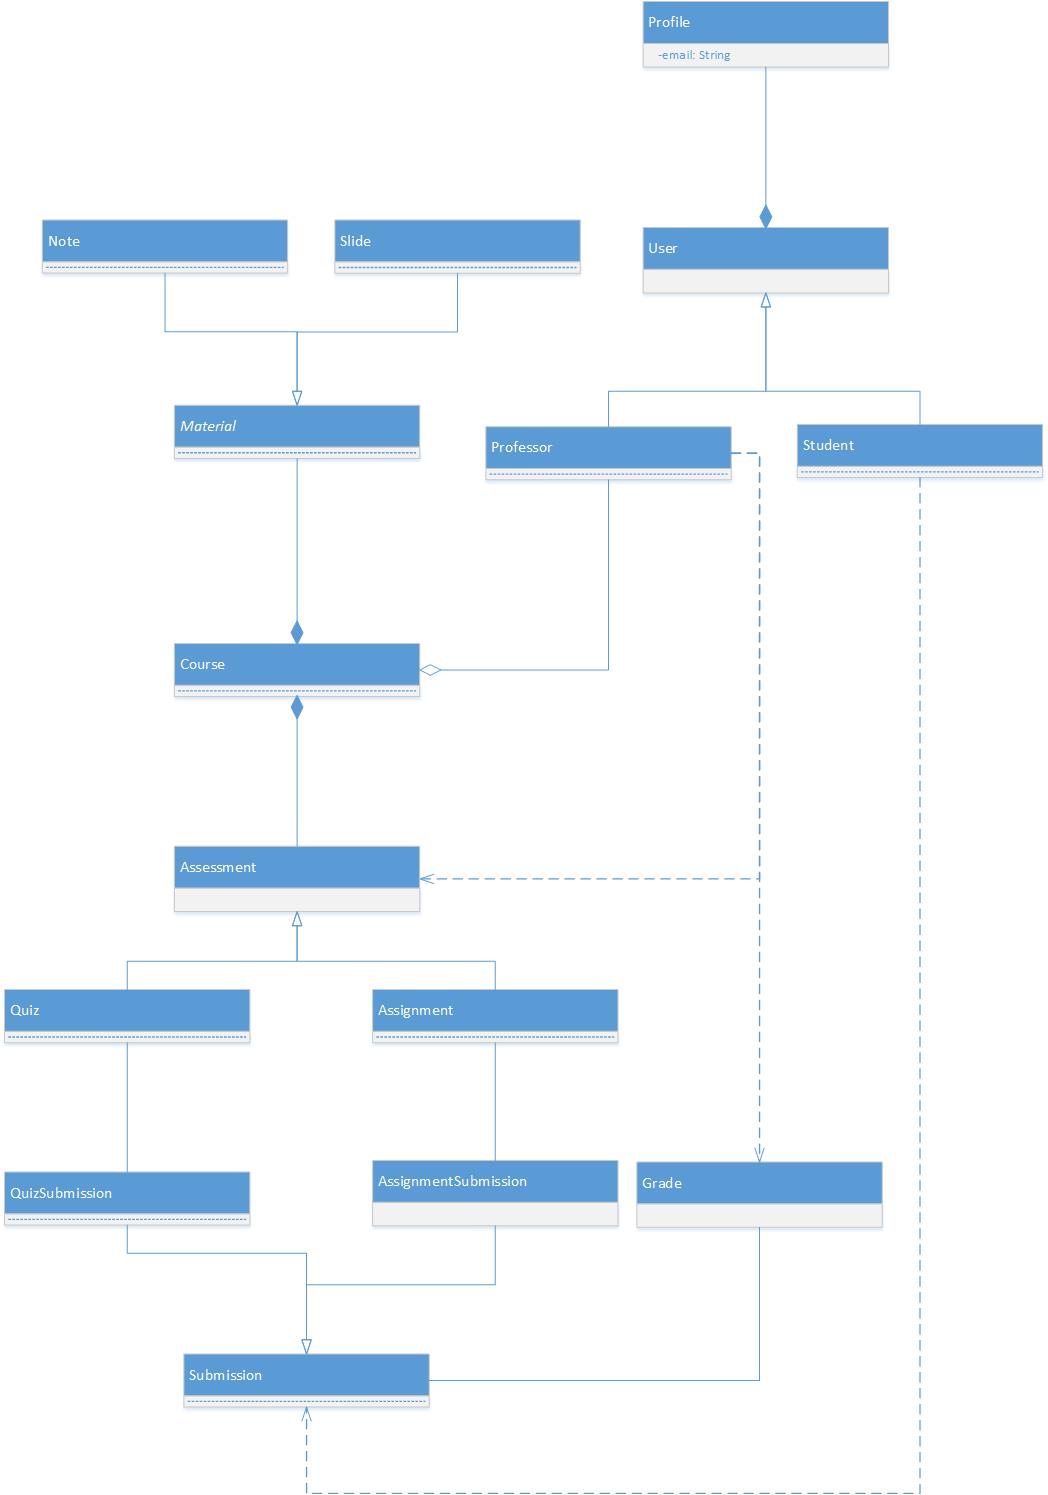 Profile
-email: String
Note
Slide
User
Material
Professor
Student
Course
Assessment
Quiz
Assignment
QuizSubmission
AssignmentSubmission
Grade
Submission